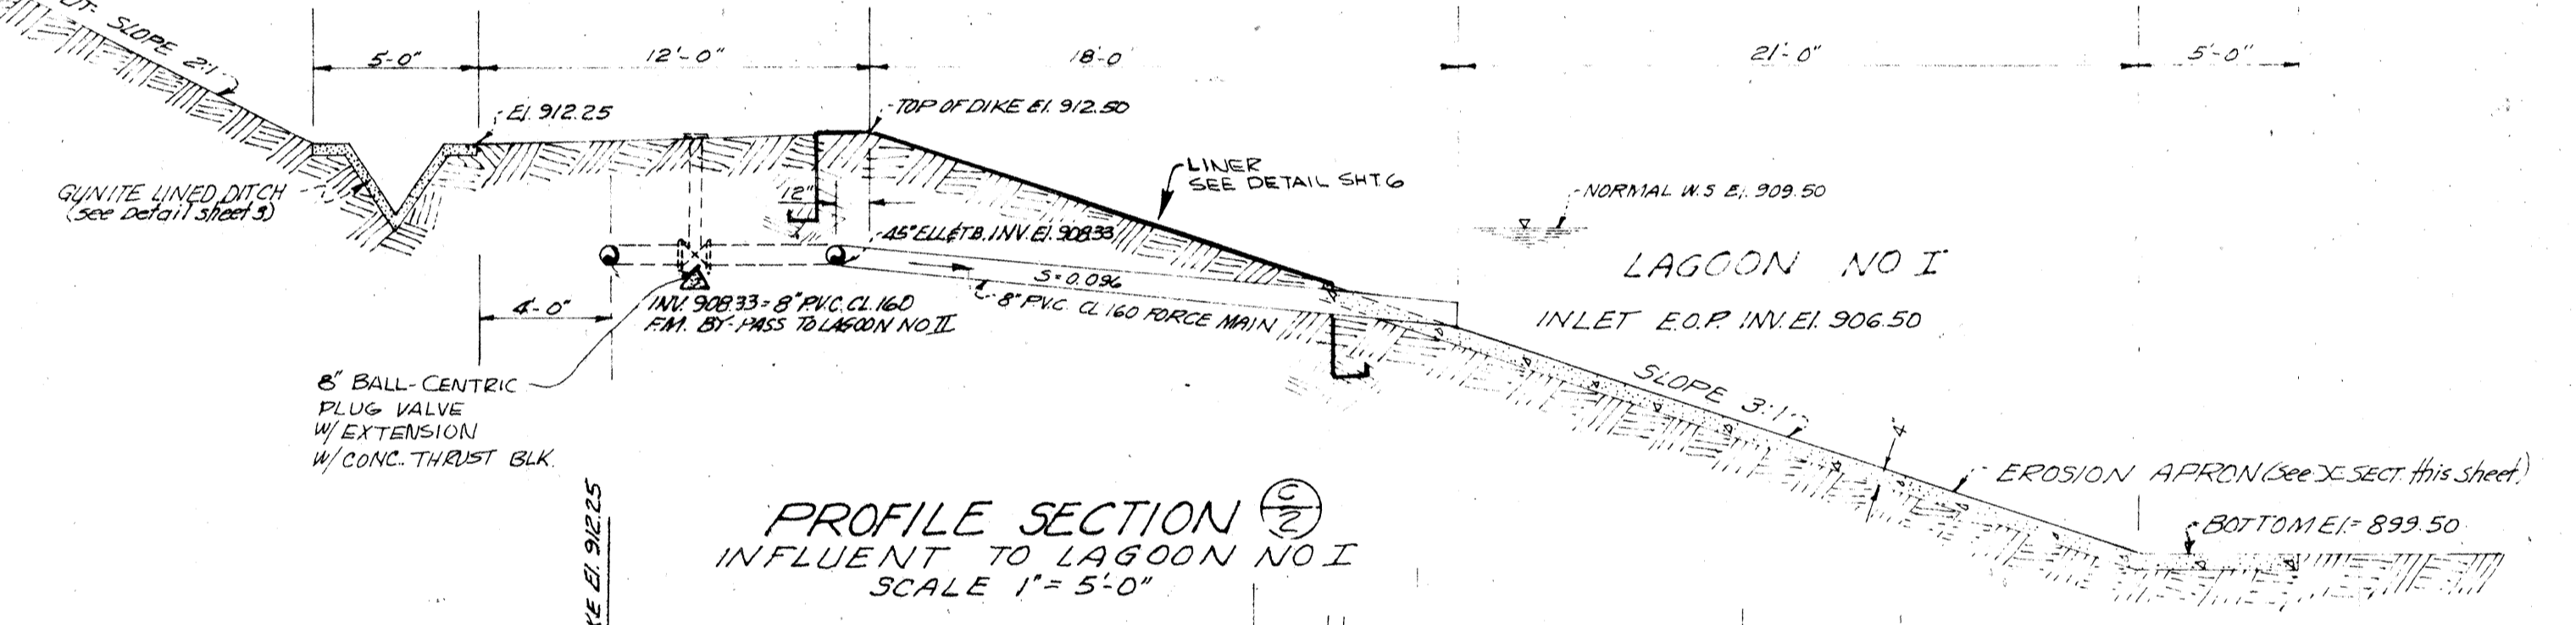 SLOPE 2:1
5'-0"
12'-0"
18'-0
21'-0"
5'-0"
El. 912.25
TOP OF DIKE El. 912.50
LINER
SEE DETAIL SHT. 6
GUNITE LINED DITCH
(see Detail sheet 3)
12"
NORMAL W.S El. 909.50
45° ELL & T.B. INV. El. 908.33
LAGOON NO I
S=0.096
8" P.V.C. CL 160 FORCE MAIN
INLET E.O.P. INV. El. 906.50
4'-0"
INV. 908.33 = 8" P.V.C. CL. 160
F.M. BY-PASS TO LAGOON NO II
8" BALL-CENTRIC
PLUG VALVE
W/ EXTENSION
W/ CONC. THRUST BLK.
SLOPE 3:1
4"
EROSION APRON (see X-SECT. this sheet)
BOTTOM El.= 899.50
PROFILE SECTION C
2
INFLUENT TO LAGOON NO I
SCALE 1" = 5'-0"
El. 912.25